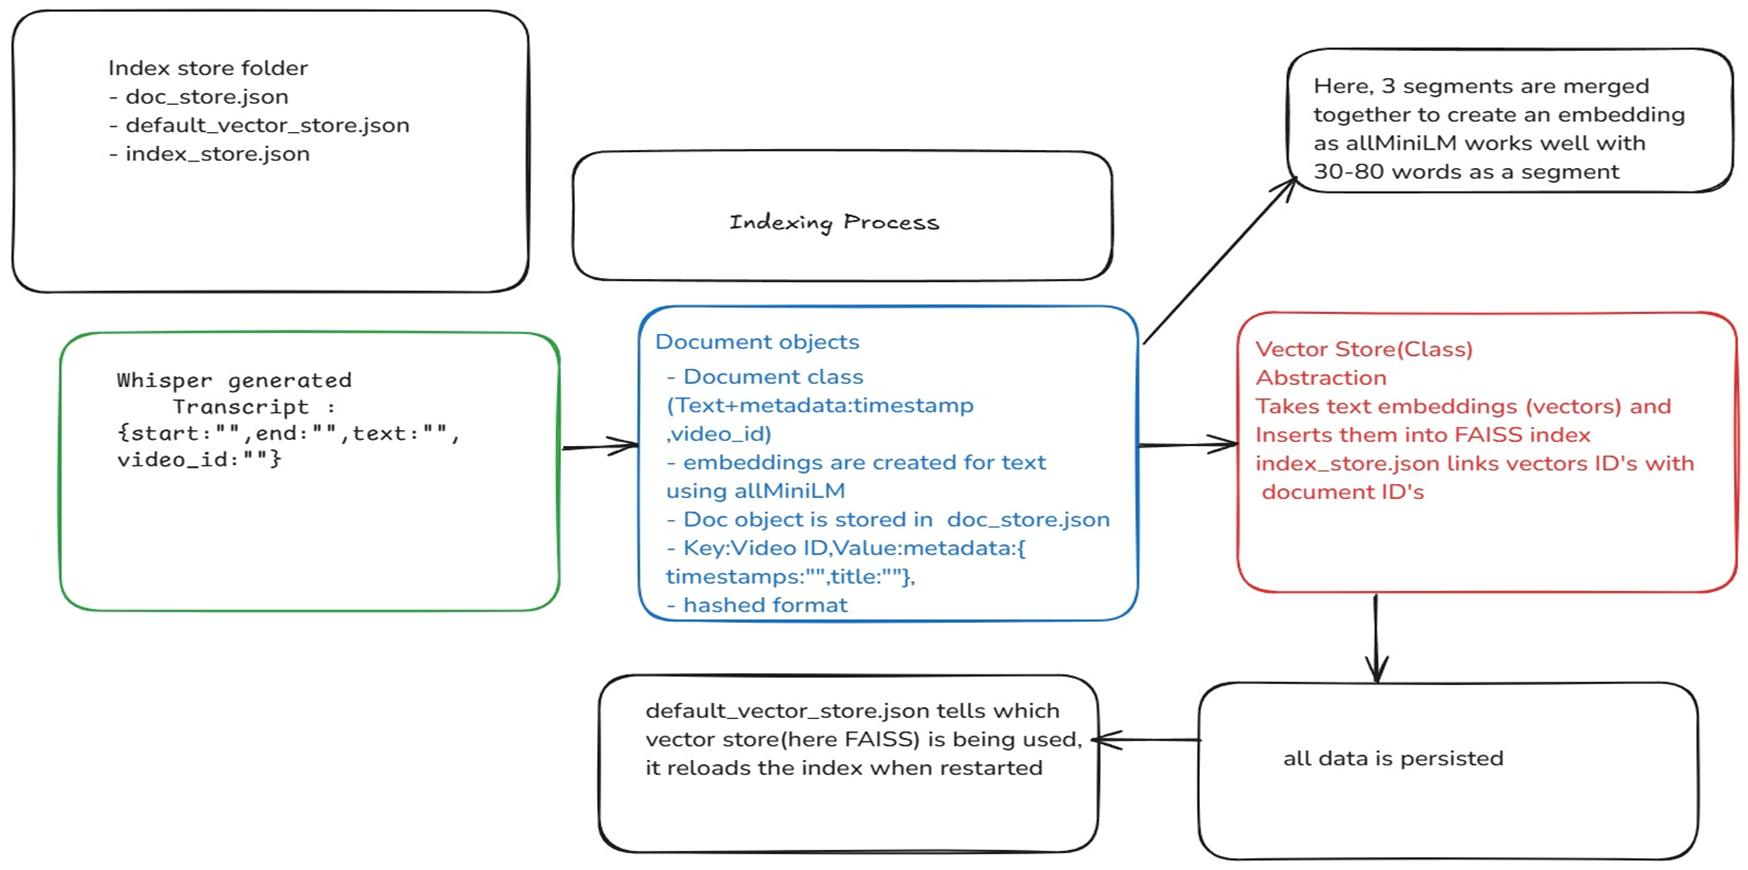 Index store folder
- doc_store.json
- default_vector_store.json
- index_store.json
Indexing Process
Here, 3 segments are merged
together to create an embedding
as allMiniLM works well with
30-80 words as a segment
Whisper generated
Transcript :
{start:"",end:"",text:"",
video_id:""}
Document objects
- Document class
(Text+metadata:timestamp
,video_id)
- embeddings are created for text
using allMiniLM
- Doc object is stored in  doc_store.json
- Key:Video ID,Value:metadata:{
timestamps:"",title:""},
- hashed format
Vector Store(Class)
Abstraction
Takes text embeddings (vectors) and
Inserts them into FAISS index
index_store.json links vectors ID's with
document ID's
default_vector_store.json tells which
vector store(here FAISS) is being used,
it reloads the index when restarted
all data is persisted